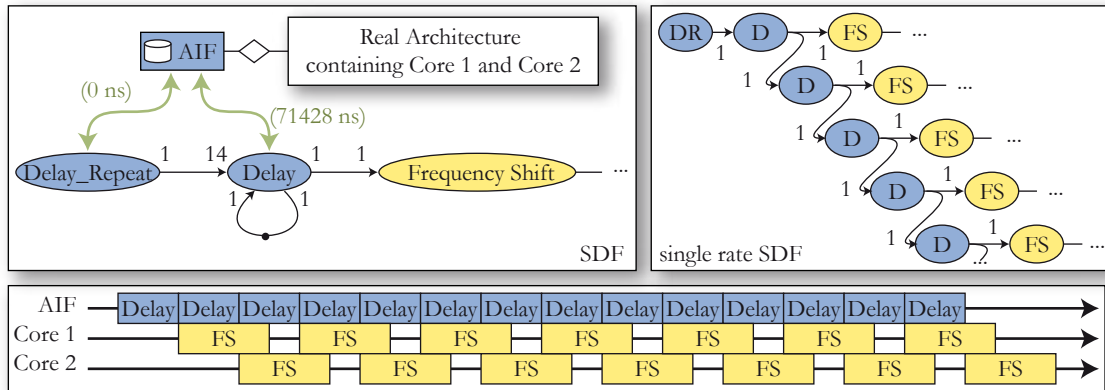 AIF
Real Architecture
containing Core 1 and Core 2
(0 ns)
(71428 ns)
Delay_Repeat
1
14
Delay
1
1
Frequency Shift
...
1
1
SDF
DR
1
D
1
FS
...
1
D
1
FS
...
1
D
1
FS
...
1
D
1
FS
...
1
D
1
FS
...
...
single rate SDF
AIF
Delay Delay Delay Delay Delay Delay Delay Delay Delay Delay Delay Delay Delay Delay
Core 1
FS FS FS FS FS FS FS
Core 2
FS FS FS FS FS FS FS